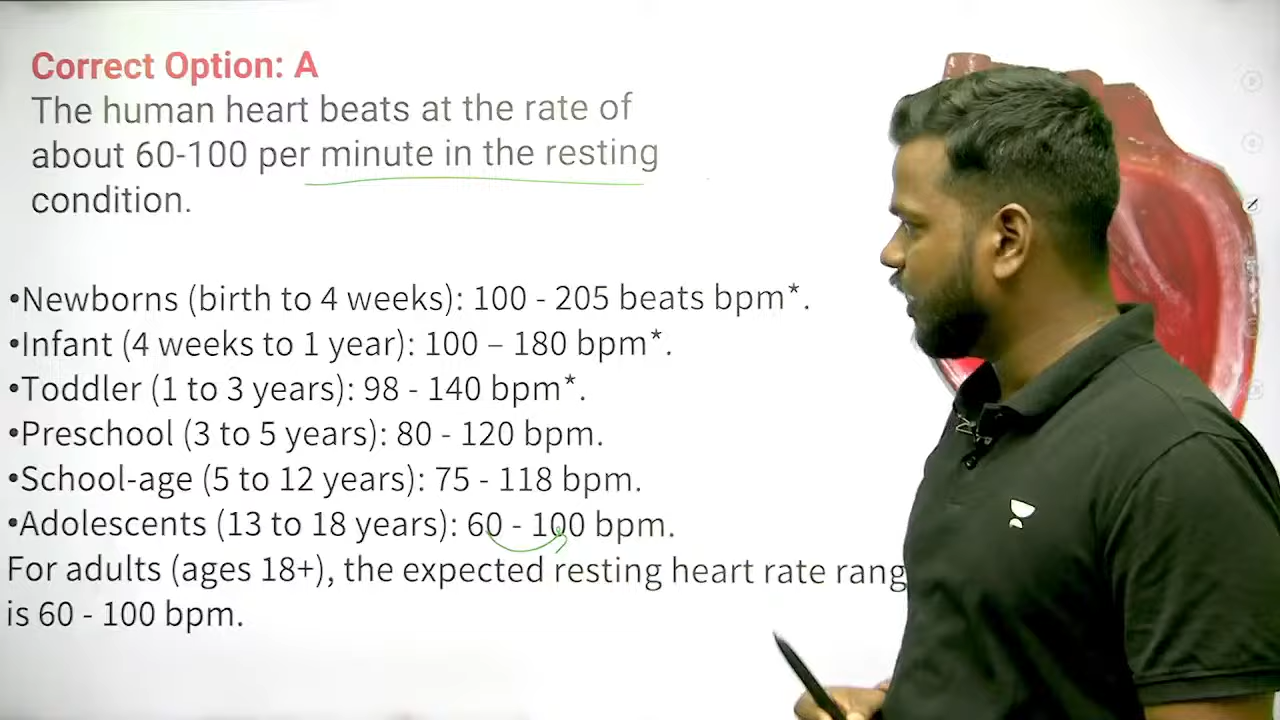 Correct Option: A
The human heart beats at the rate of
about 60-100 per minute in the resting
condition.
•Newborns (birth to 4 weeks): 100 - 205 beats bpm*.
•Infant (4 weeks to 1 year): 100 – 180 bpm*.
•Toddler (1 to 3 years): 98 - 140 bpm*.
•Preschool (3 to 5 years): 80 - 120 bpm.
•School-age (5 to 12 years): 75 - 118 bpm.
•Adolescents (13 to 18 years): 60 - 100 bpm.
For adults (ages 18+), the expected resting heart rate rang
is 60 - 100 bpm.